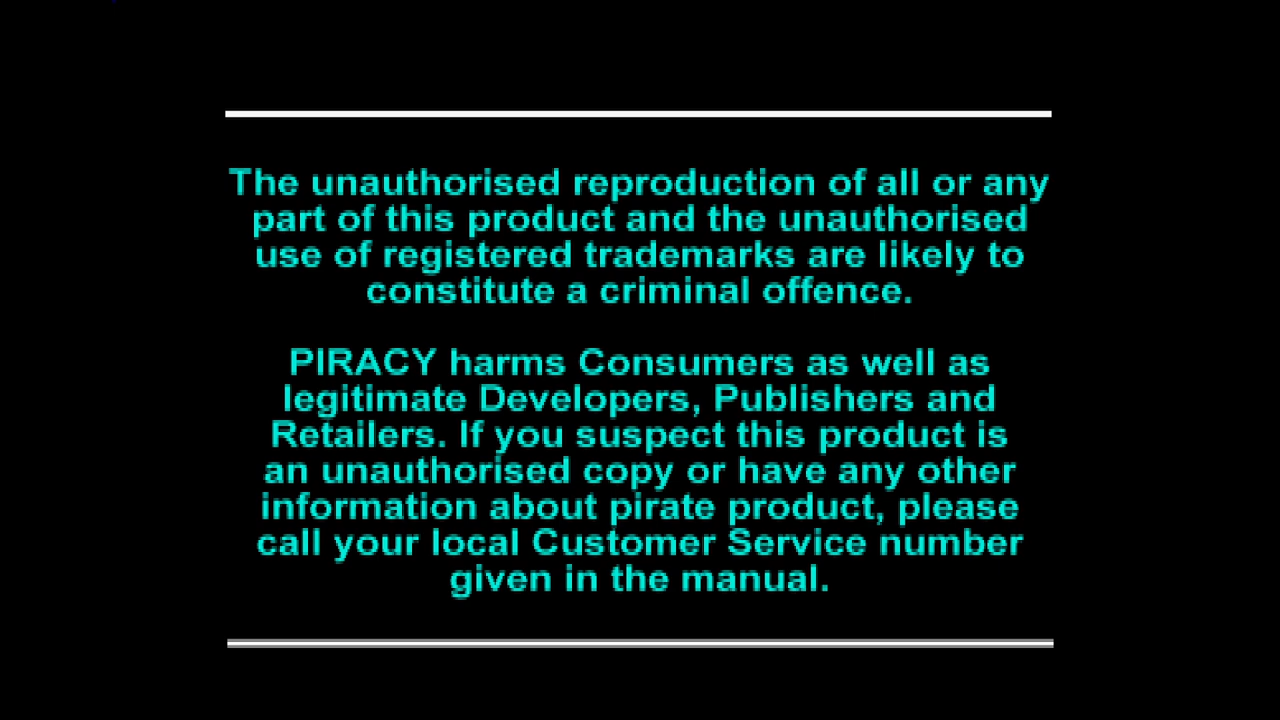 The unauthorised reproduction of all or any
part of this product and the unauthorised
use of registered trademarks are likely to
constitute a criminal offence.
PIRACY harms Consumers as well as
legitimate Developers, Publishers and
Retailers. If you suspect this product is
an unauthorised copy or have any other
information about pirate product, please
call your local Customer Service number
given in the manual.